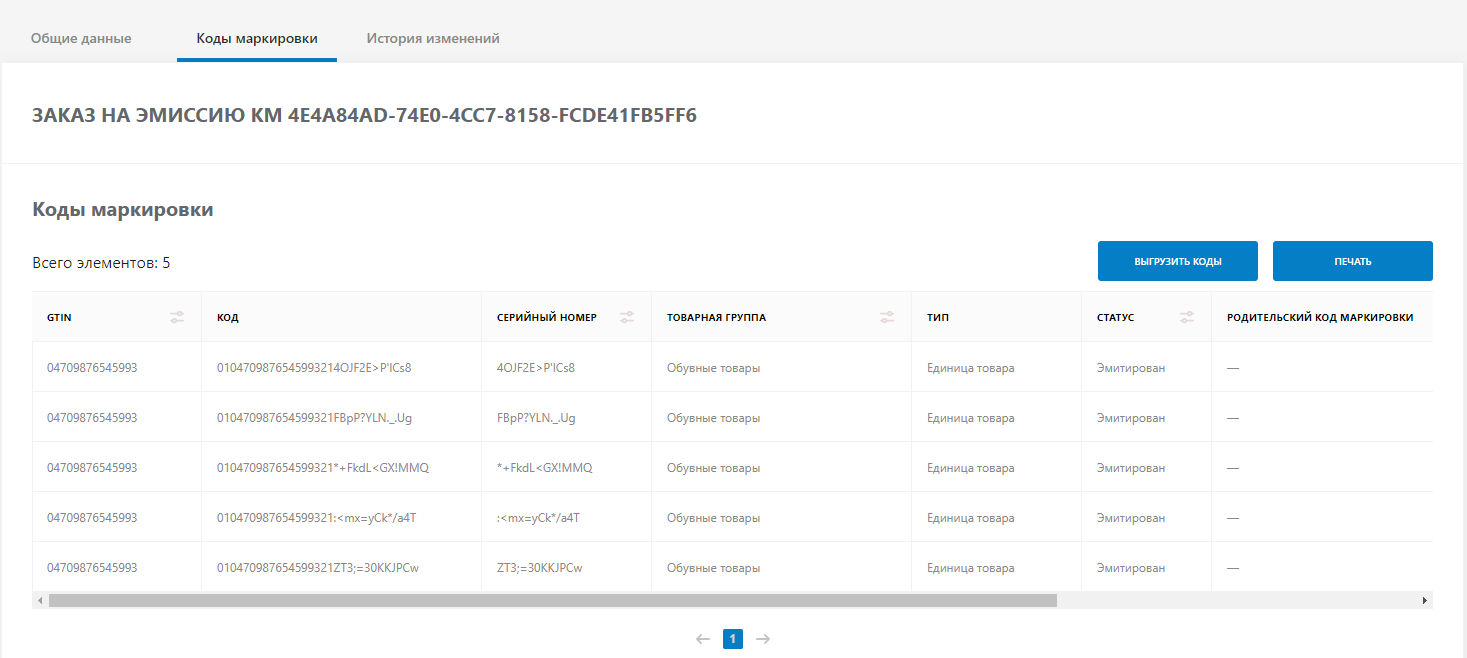 Общие данные Коды маркировки История изменений
ЗАКАЗ НА ЭМИССИЮ КМ 4E4A84AD-74E0-4CC7-8158-FCDE41FB5FF6
Коды маркировки
Всего элементов: 5 ВЫГРУЗИТЬ КОДЫ ПЕЧАТЬ
GTIN КОД СЕРИЙНЫЙ НОМЕР ТОВАРНАЯ ГРУППА ТИП СТАТУС РОДИТЕЛЬСКИЙ КОД МАРКИРОВКИ
04709876545993 0104709876545993214OJF2E>P'ICs8 4OJF2E>P'ICs8 Обувные товары Единица товара Эмитирован —
04709876545993 010470987654599321FBpP?YLN._.Ug FBpP?YLN._.Ug Обувные товары Единица товара Эмитирован —
04709876545993 010470987654599321*+FkdL<GX!MMQ *+FkdL<GX!MMQ Обувные товары Единица товара Эмитирован —
04709876545993 010470987654599321:<mx=yCk*/a4T :<mx=yCk*/a4T Обувные товары Единица товара Эмитирован —
04709876545993 010470987654599321ZT3;=30KKJPCw ZT3;=30KKJPCw Обувные товары Единица товара Эмитирован —
1